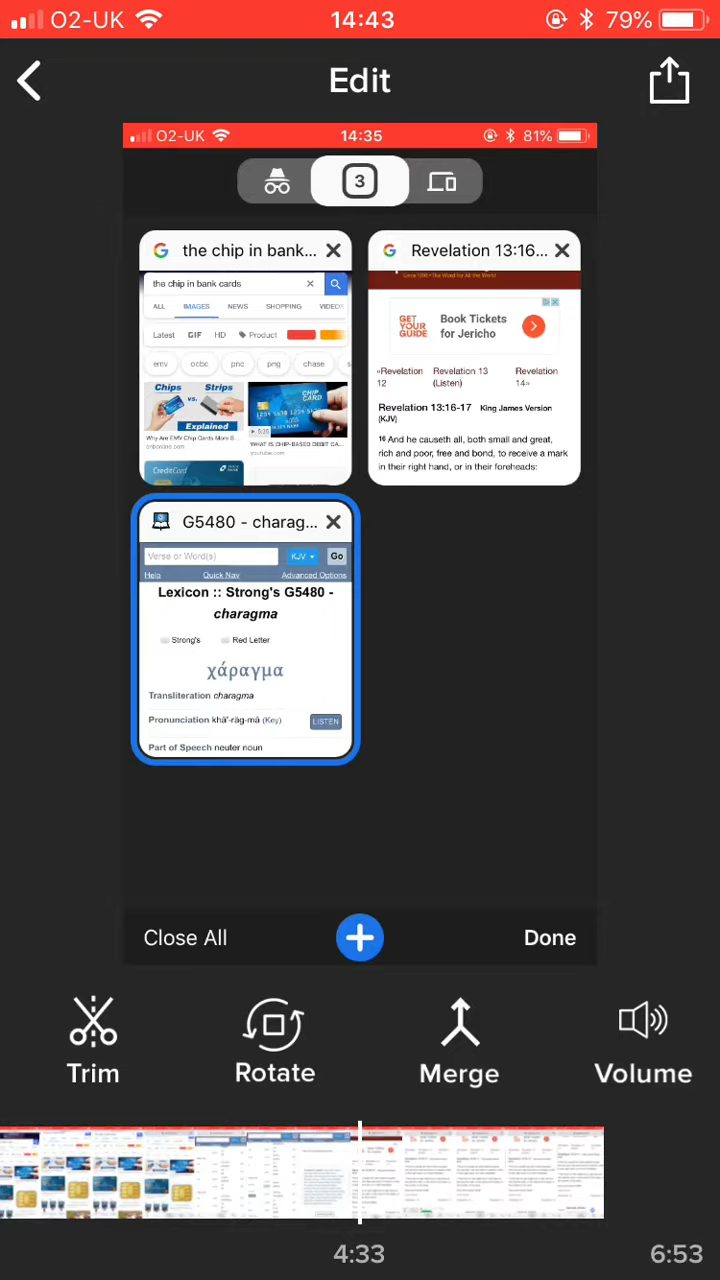 O2-UK 14:43 79%
Edit
O2-UK 14:35 81%
3
the chip in bank...
the chip in bank cards
ALL IMAGES NEWS SHOPPING VIDEOS
Latest GIF HD Product
emv ocbc pnc png chase
Chips vs. Strips
Explained
CHIP CARD
5:35
Why Are EMV Chip Cards More S...
WHAT IS CHIP-BASED DEBIT CA...
youtube.com
CreditCard
Revelation 13:16...
GET YOUR GUIDE
Book Tickets
for Jericho
«Revelation 12
Revelation 13 (Listen)
Revelation 14»
Revelation 13:16-17 King James Version
(KJV)
16 And he causeth all, both small and great,
rich and poor, free and bond, to receive a mark
in their right hand, or in their foreheads:
G5480 - charag...
Verse or Word(s) KJV Go
Help Quick Nav Advanced Options
Lexicon :: Strong's G5480 -
charagma
Strong's Red Letter
χάραγμα
Transliteration charagma
Pronunciation khä'-räg-mä (Key) LISTEN
Part of Speech neuter noun
Close All Done
Trim Rotate Merge Volume
4:33 6:53